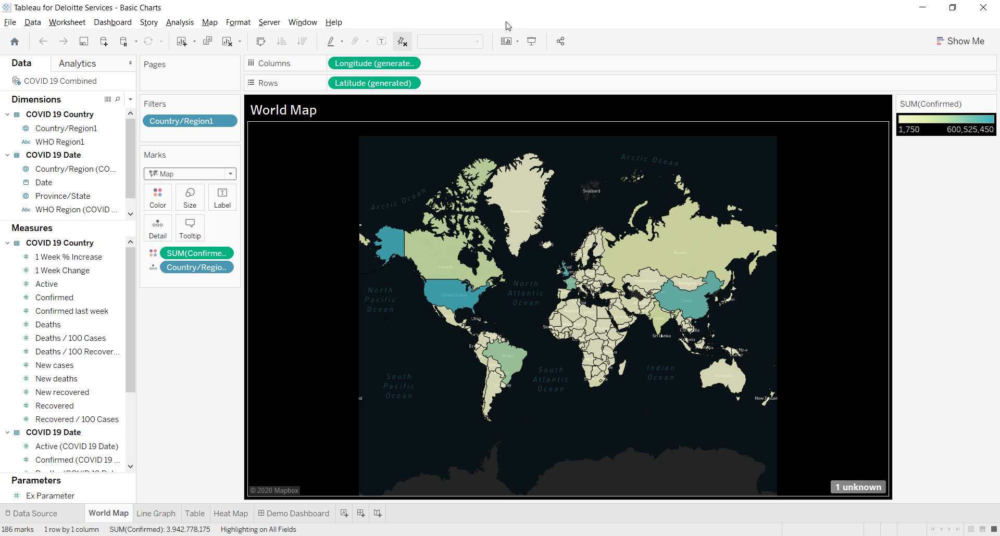 Tableau for Deloitte Services - Basic Charts
File Data Worksheet Dashboard Story Analysis Map Format Server Window Help
Show Me
Data
Analytics
COVID 19 Combined
Dimensions
COVID 19 Country
Country/Region1
Abc WHO Region1
COVID 19 Date
Country/Region (CO...
Date
Province/State
Abc WHO Region (COVID ...
Measures
COVID 19 Country
# 1 Week % Increase
# 1 Week Change
# Active
# Confirmed
# Confirmed last week
# Deaths
# Deaths / 100 Cases
# Deaths / 100 Recover...
# New cases
# New deaths
# New recovered
# Recovered
# Recovered / 100 Cases
COVID 19 Date
# Active (COVID 19 Date)
# Confirmed (COVID 19 ...
Parameters
# Ex Parameter
Pages
Filters
Country/Region1
Marks
Map
Color Size Label
Detail Tooltip
SUM(Confirme..
Country/Regio..
Columns
Longitude (generate..
Rows
Latitude (generated)
World Map
Arctic Ocean
Arctic Ocean
Svalbard
Greenland
Russia
Canada
Kazakhstan
Mongolia
North
Pacific
Ocean
North
Atlantic
Ocean
United States
China
Turkey
Algeria
Libya
Mexico
India
Sri Lanka
Brazil
South
Pacific
Ocean
South
Atlantic
Ocean
Indian
Ocean
Australia
© 2020 Mapbox
1 unknown
SUM(Confirmed)
1,750 600,525,450
Data Source
World Map
Line Graph
Table
Heat Map
Demo Dashboard
186 marks 1 row by 1 column SUM(Confirmed): 3,942,778,175 Highlighting on All Fields